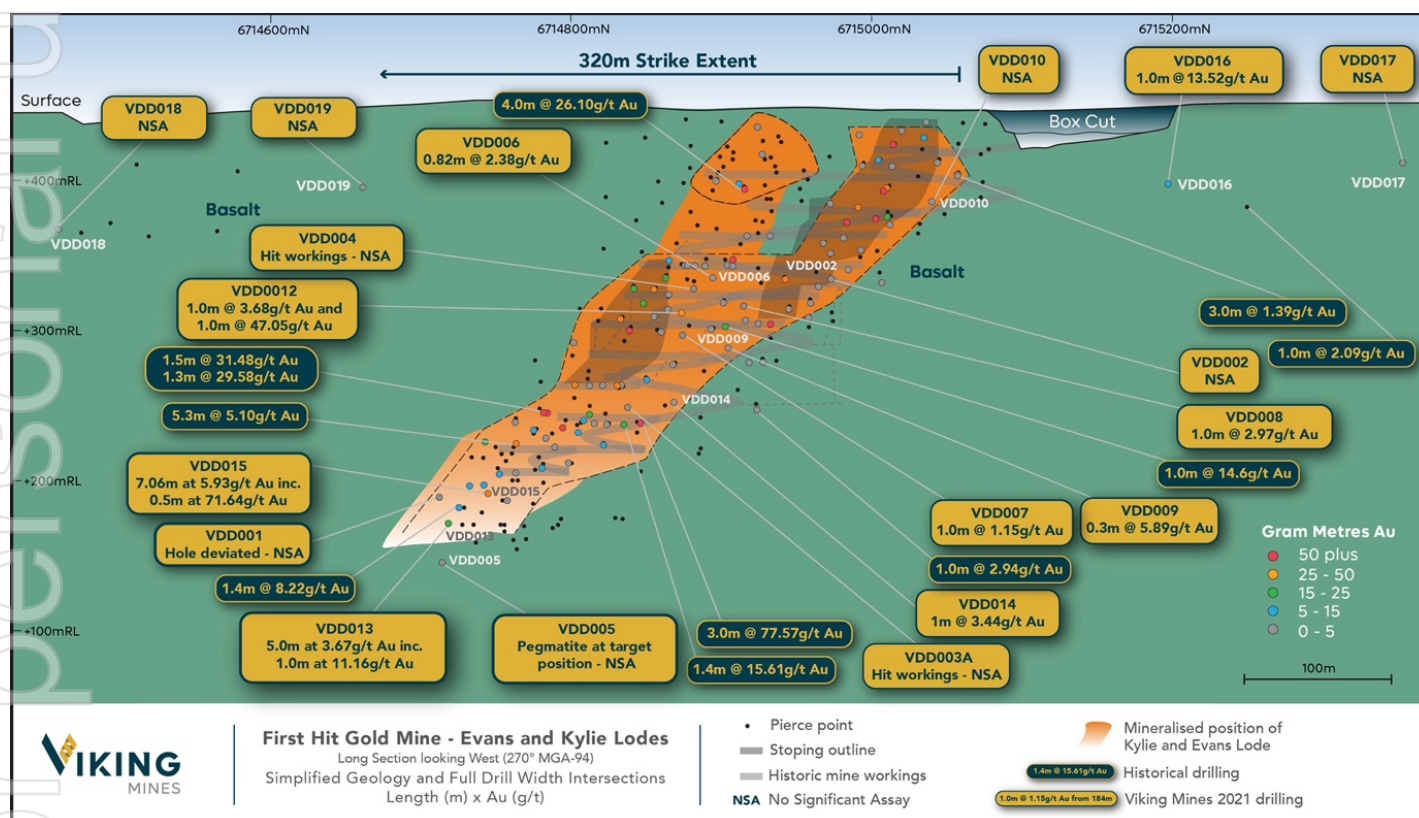 6714600mN
6714800mN
6715000mN
6715200mN
320m Strike Extent
Surface
VDD018
NSA
VDD019
NSA
4.0m @ 26.10g/t Au
VDD006
0.82m @ 2.38g/t Au
VDD010
NSA
VDD016
1.0m @ 13.52g/t Au
VDD017
NSA
Box Cut
+400mRL
VDD019
VDD016
VDD017
Basalt
VDD010
VDD018
VDD004
Hit workings - NSA
VDD002
Basalt
VDD006
VDD0012
1.0m @ 3.68g/t Au and
1.0m @ 47.05g/t Au
3.0m @ 1.39g/t Au
+300mRL
VDD009
1.0m @ 2.09g/t Au
1.5m @ 31.48g/t Au
1.3m @ 29.58g/t Au
VDD002
NSA
VDD014
5.3m @ 5.10g/t Au
VDD008
1.0m @ 2.97g/t Au
VDD015
7.06m at 5.93g/t Au inc.
0.5m at 71.64g/t Au
1.0m @ 14.6g/t Au
+200mRL
VDD015
VDD007
1.0m @ 1.15g/t Au
VDD009
0.3m @ 5.89g/t Au
VDD001
Hole deviated - NSA
VDD013
VDD005
Gram Metres Au
50 plus
25 - 50
15 - 25
5 - 15
0 - 5
1.4m @ 8.22g/t Au
1.0m @ 2.94g/t Au
VDD014
1m @ 3.44g/t Au
+100mRL
VDD013
5.0m at 3.67g/t Au inc.
1.0m at 11.16g/t Au
VDD005
Pegmatite at target
position - NSA
3.0m @ 77.57g/t Au
1.4m @ 15.61g/t Au
VDD003A
Hit workings - NSA
100m
VIKING
MINES
First Hit Gold Mine - Evans and Kylie Lodes
Long Section looking West (270° MGA-94)
Simplified Geology and Full Drill Width Intersections
Length (m) x Au (g/t)
Pierce point
Stoping outline
Historic mine workings
NSA No Significant Assay
Mineralised position of
Kylie and Evans Lode
1.4m @ 15.61g/t Au Historical drilling
1.0m @ 1.15g/t Au from 184m Viking Mines 2021 drilling
or personal u